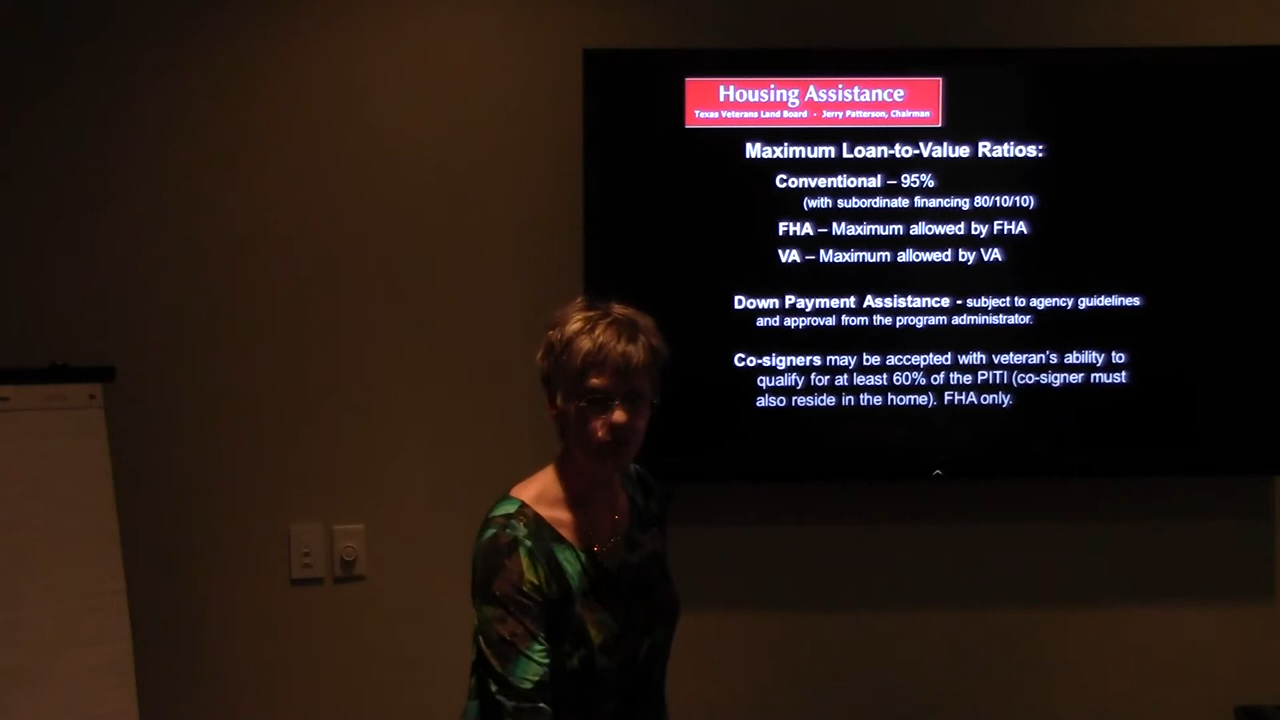 Housing Assistance
Texas Veterans Land Board - Jerry Patterson, Chairman
Maximum Loan-to-Value Ratios:
Conventional – 95%
(with subordinate financing 80/10/10)
FHA – Maximum allowed by FHA
VA – Maximum allowed by VA
Down Payment Assistance - subject to agency guidelines
and approval from the program administrator.
Co-signers may be accepted with veteran's ability to
qualify for at least 60% of the PITI (co-signer must
also reside in the home). FHA only.